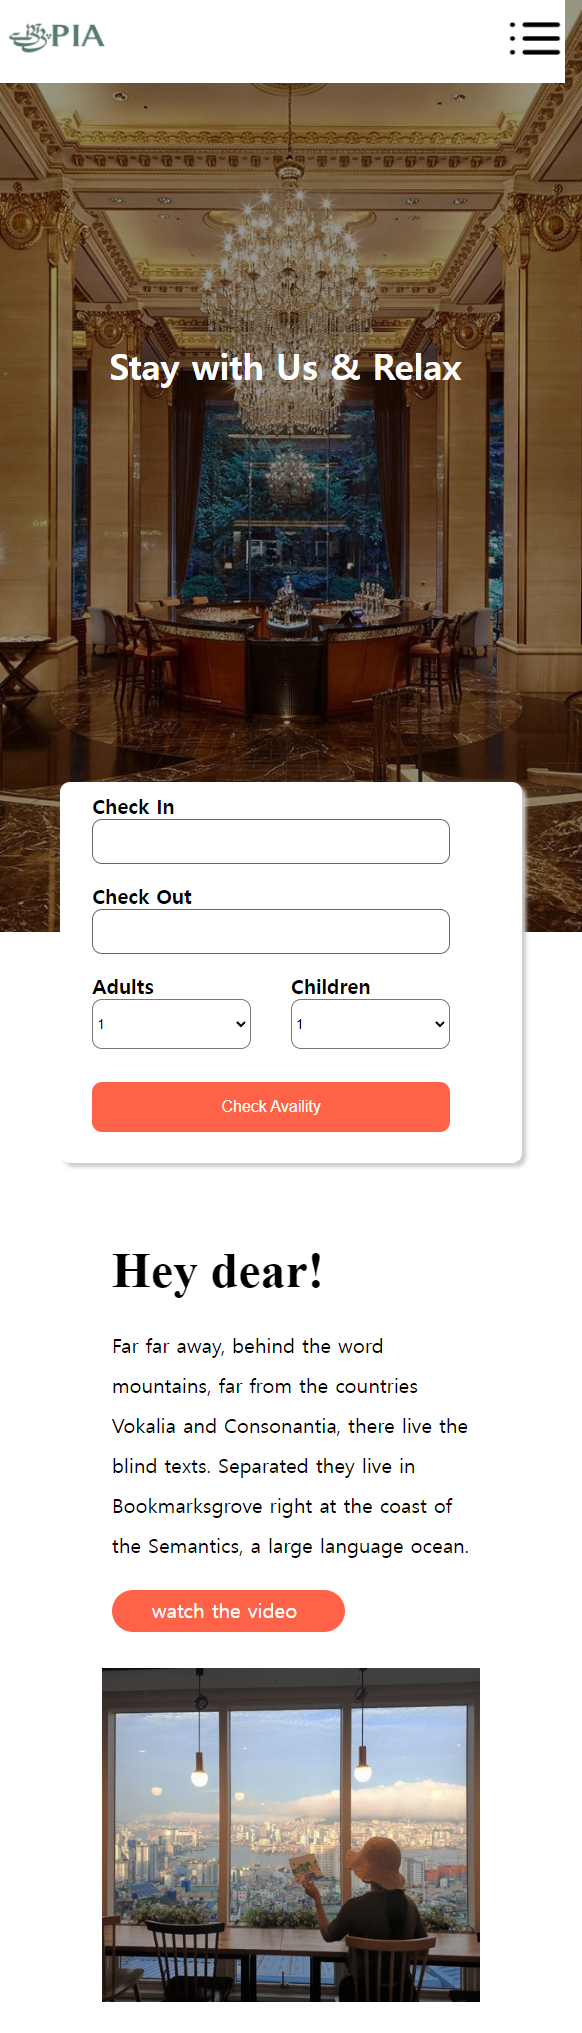 PIA
Stay with Us & Relax
Check In
Check Out
Adults Children
1 1
Check Availity
Hey dear!
Far far away, behind the word
mountains, far from the countries
Vokalia and Consonantia, there live the
blind texts. Separated they live in
Bookmarksgrove right at the coast of
the Semantics, a large language ocean.
watch the video